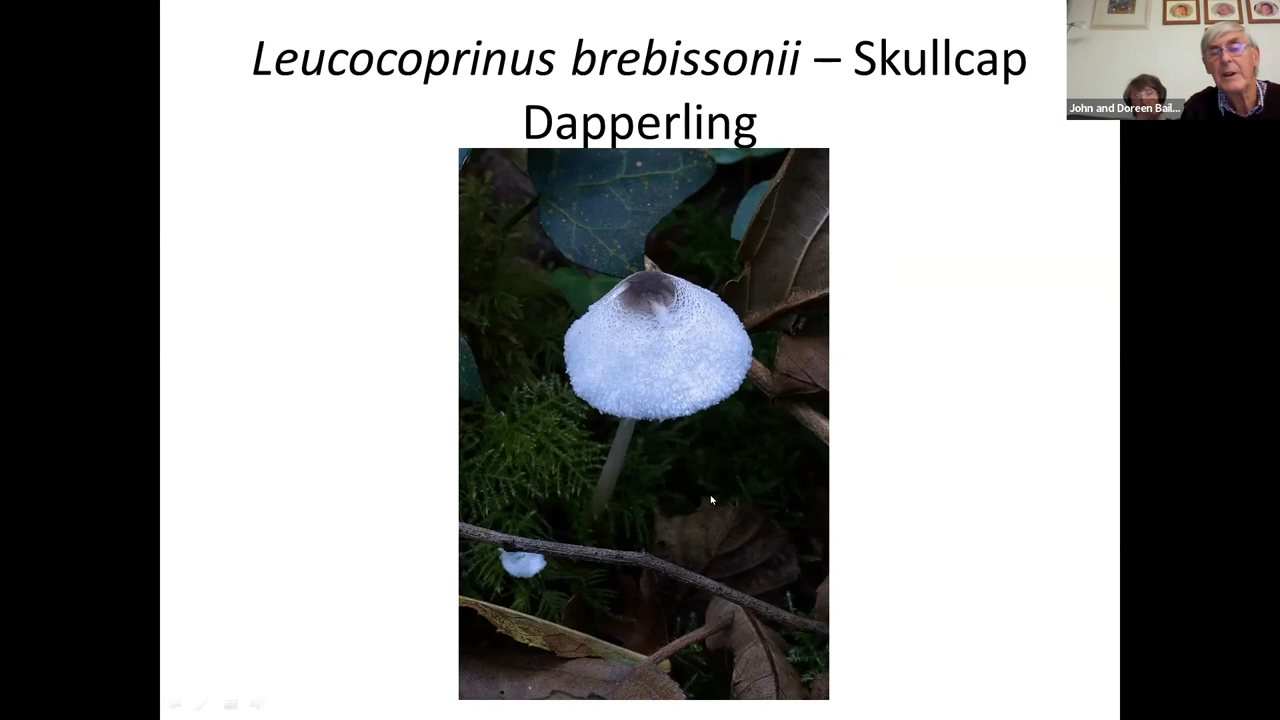 Leucocoprinus brebissonii – Skullcap
Dapperling
John and Doreen Bail...